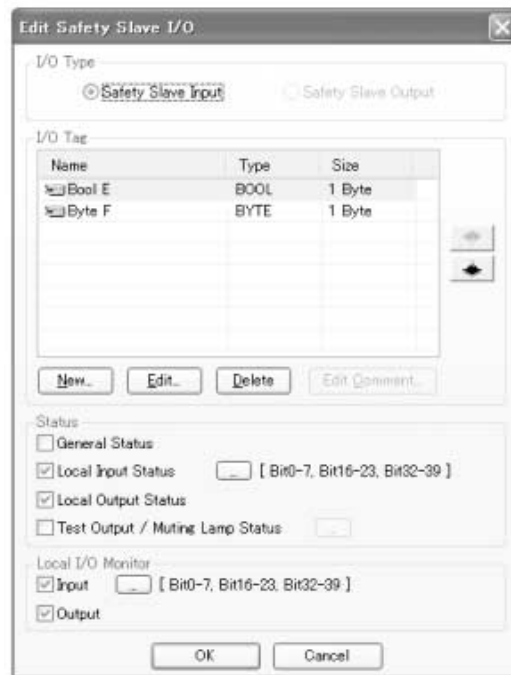 Edit Safety Slave I/O
I/O Type
Safety Slave Input Safety Slave Output
I/O Tag
Name Type Size
Bool E BOOL 1 Byte
Byte F BYTE 1 Byte
New... Edit... Delete Edit Comment...
Status
General Status
Local Input Status ... [ Bit0-7, Bit16-23, Bit32-39 ]
Local Output Status
Test Output / Muting Lamp Status ...
Local I/O Monitor
Input ... [ Bit0-7, Bit16-23, Bit32-39 ]
Output
OK Cancel